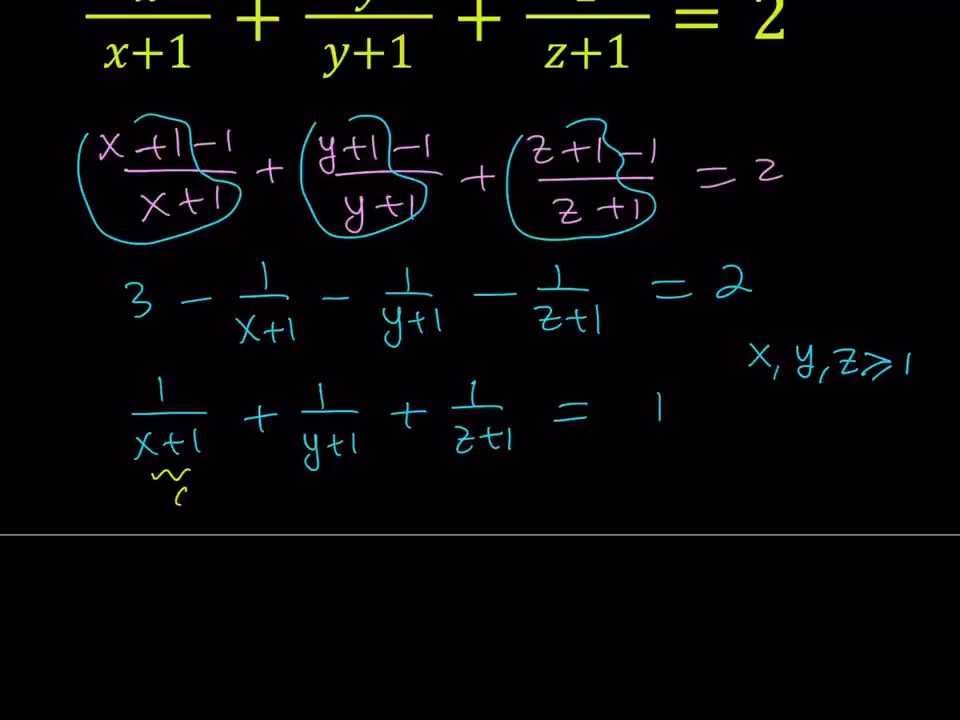 x/(x+1) + y/(y+1) + /(z+1) = 2
(x+1-1)/(x+1) + (y+1-1)/(y+1) + (z+1-1)/(z+1) = 2
3 - 1/(x+1) - 1/(y+1) - 1/(z+1) = 2
x, y, z ≥ 1
1/(x+1) + 1/(y+1) + 1/(z+1) = 1